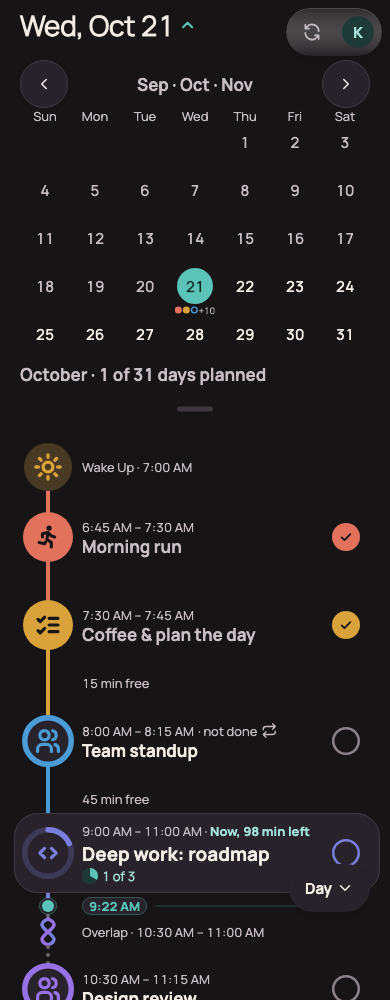 Wed, Oct 21
K
Sep · Oct · Nov
Sun Mon Tue Wed Thu Fri Sat
1 2 3
4 5 6 7 8 9 10
11 12 13 14 15 16 17
18 19 20 21 22 23 24
+10
25 26 27 28 29 30 31
October · 1 of 31 days planned
Wake Up · 7:00 AM
6:45 AM – 7:30 AM
Morning run
7:30 AM – 7:45 AM
Coffee & plan the day
15 min free
8:00 AM – 8:15 AM · not done
Team standup
45 min free
9:00 AM – 11:00 AM · Now, 98 min left
Deep work: roadmap
1 of 3
Day
9:22 AM
Overlap · 10:30 AM – 11:00 AM
10:30 AM – 11:15 AM
Design review